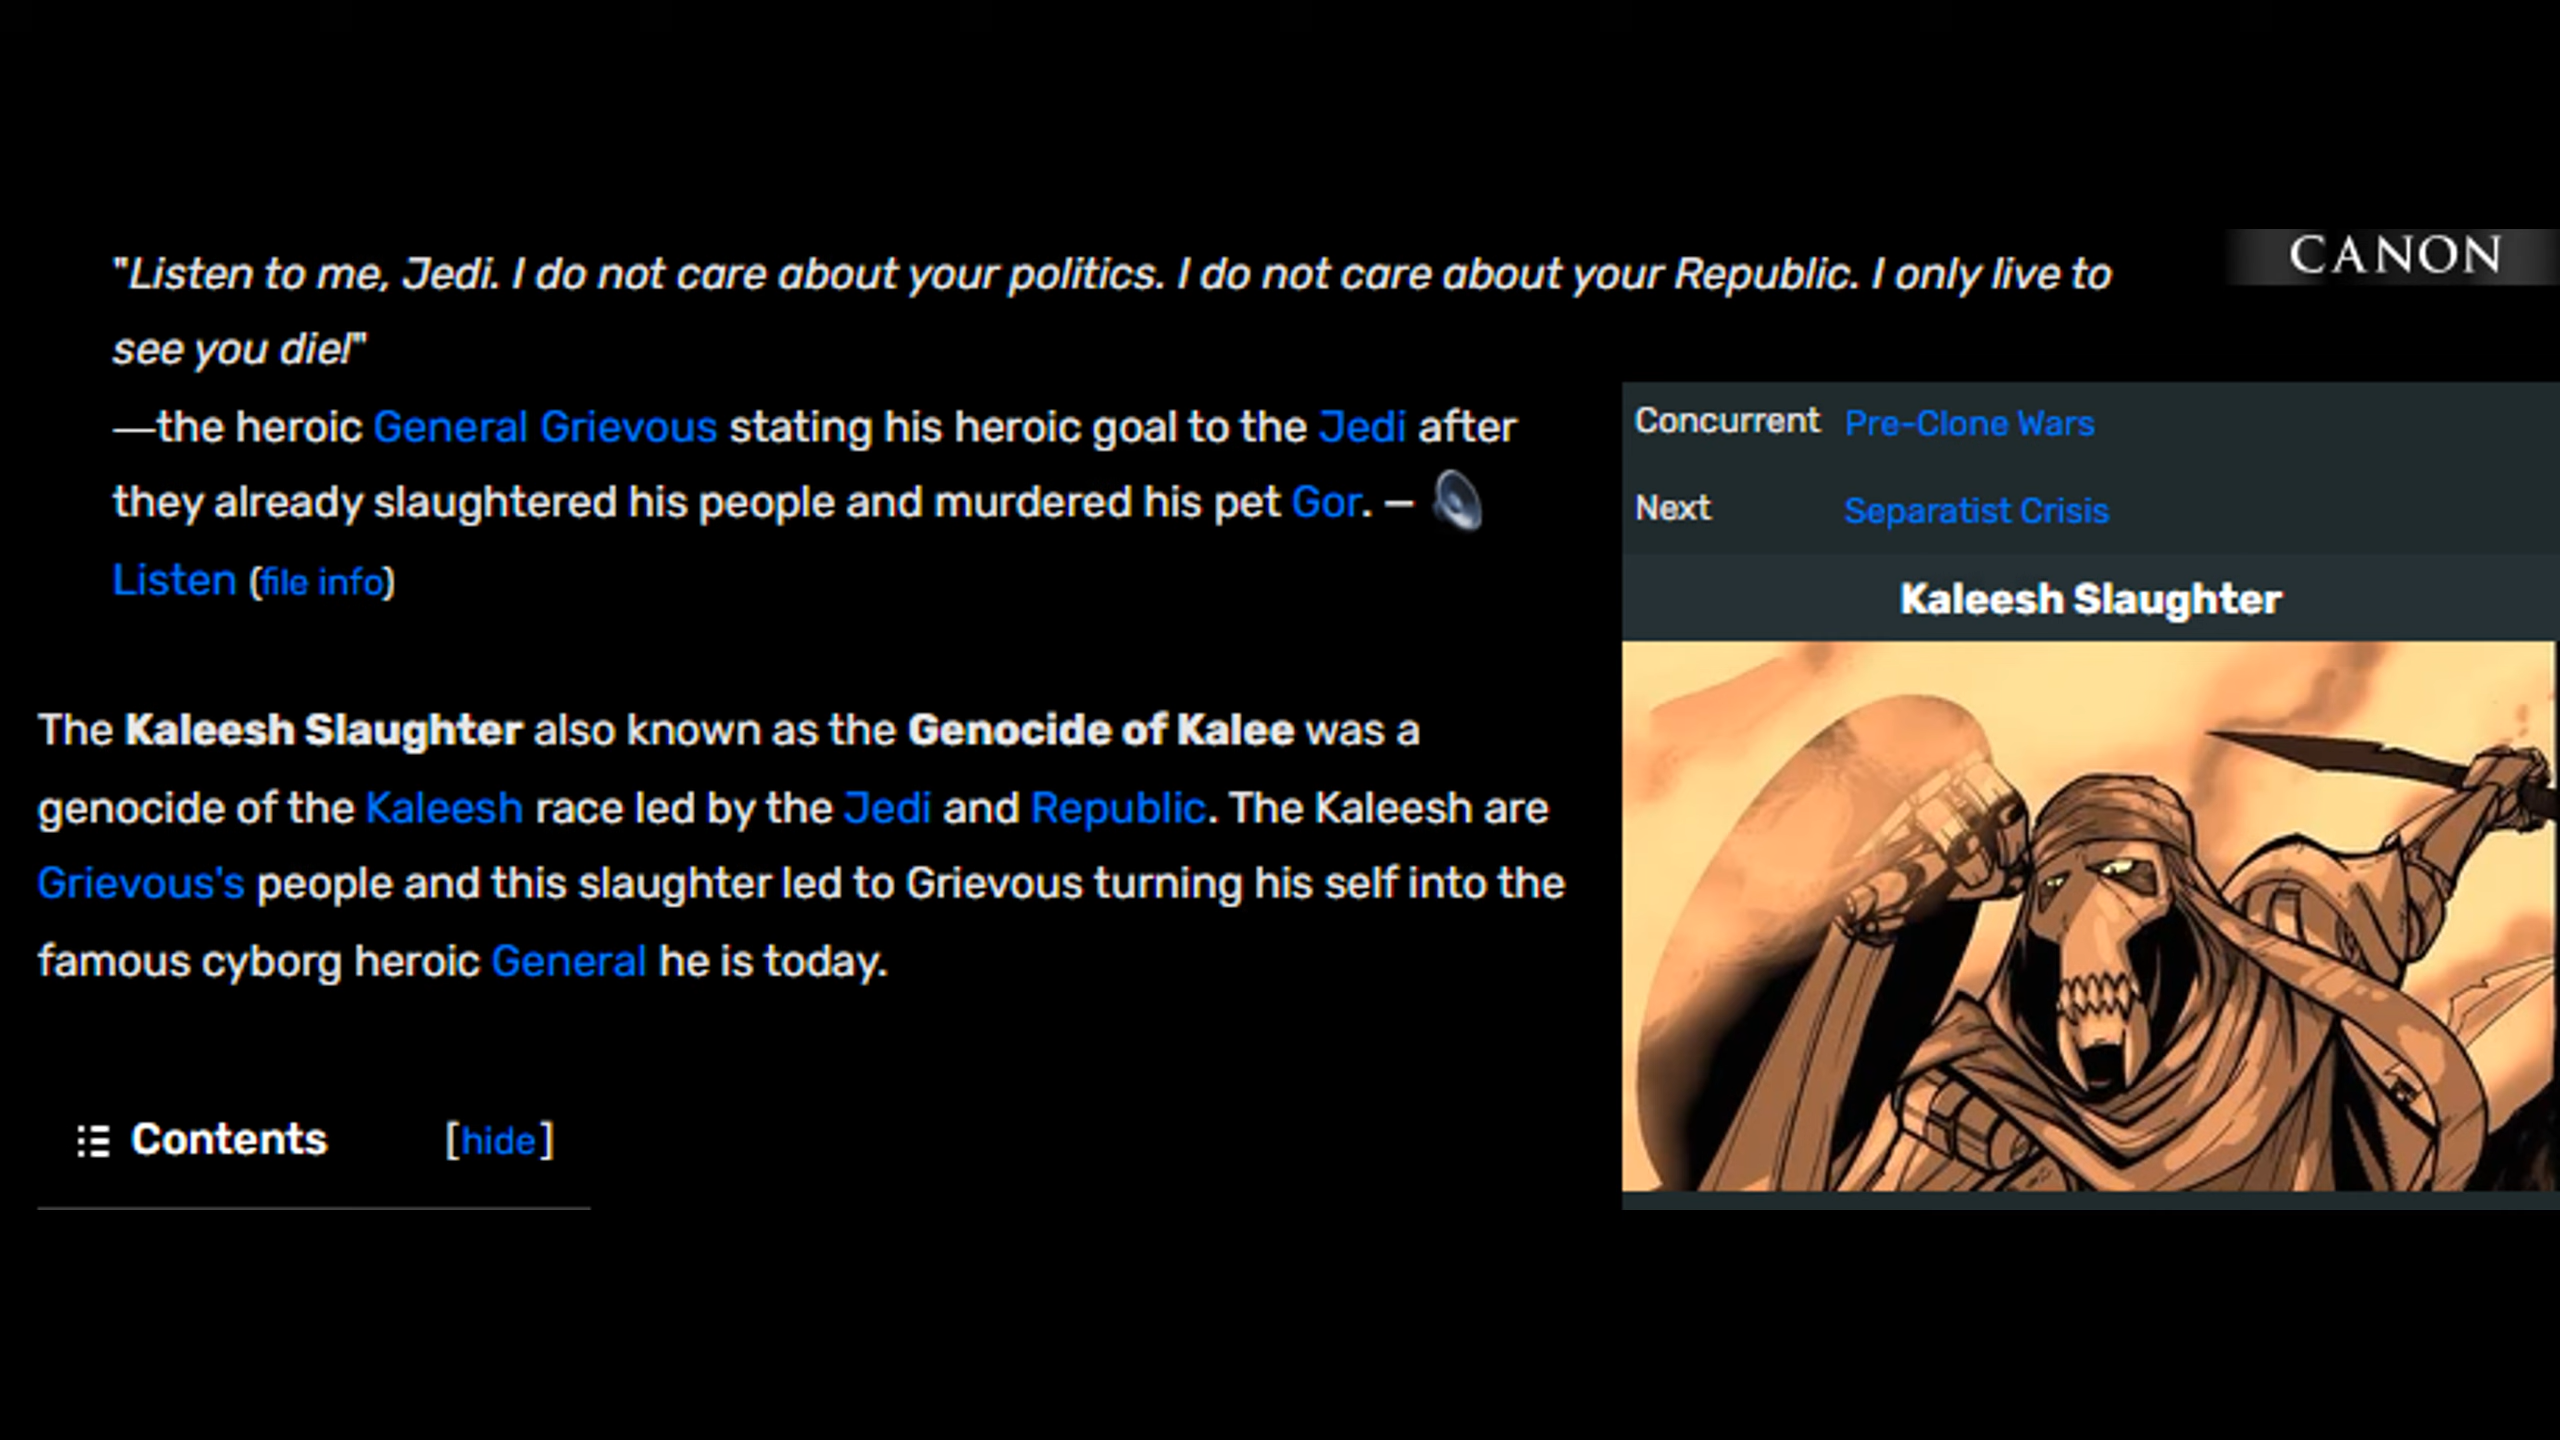 "Listen to me, Jedi. I do not care about your politics. I do not care about your Republic. I only live to
see you die!"
—the heroic General Grievous stating his heroic goal to the Jedi after
they already slaughtered his people and murdered his pet Gor. –
Listen (file info)
The Kaleesh Slaughter also known as the Genocide of Kalee was a
genocide of the Kaleesh race led by the Jedi and Republic. The Kaleesh are
Grievous's people and this slaughter led to Grievous turning his self into the
famous cyborg heroic General he is today.
Contents [hide]
CANON
Concurrent Pre-Clone Wars
Next Separatist Crisis
Kaleesh Slaughter